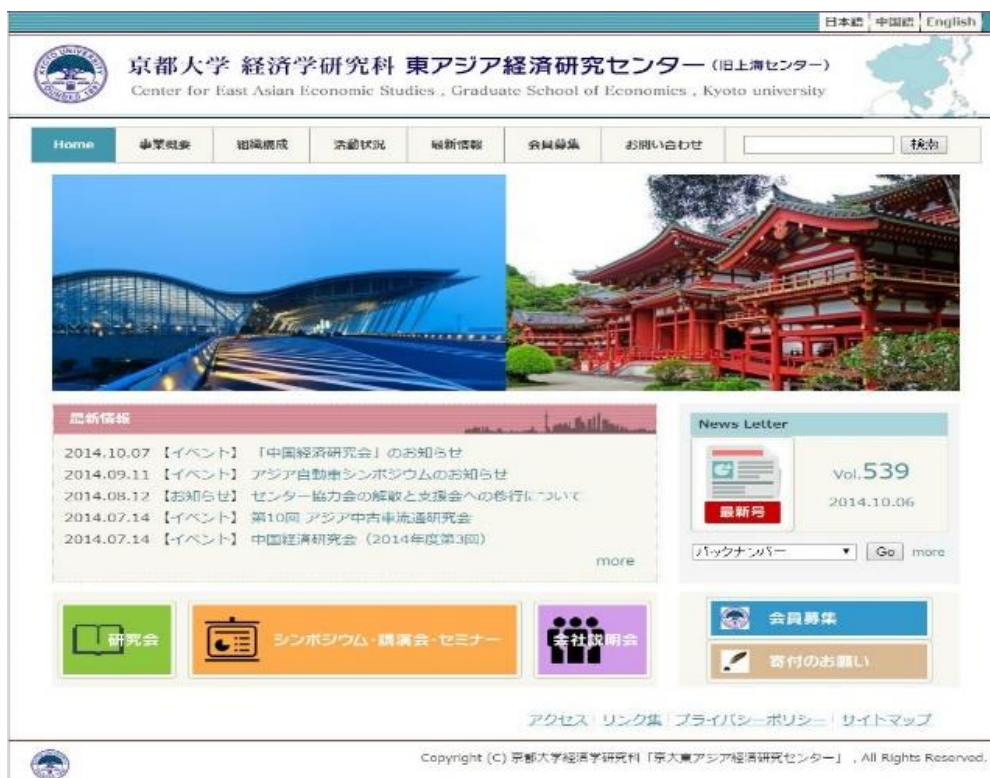 日本語 中国語 English
京都大学 経済学研究科 東アジア経済研究センター (旧上海センター)
Center for East Asian Economic Studies , Graduate School of Economics , Kyoto university
Home 事業概要 組織構成 活動状況 最新情報 会員募集 お問い合わせ 検索
最新情報
2014.10.07 【イベント】 「中国経済研究会」のお知らせ
2014.09.11 【イベント】 アジア自動車シンポジウムのお知らせ
2014.08.12 【お知らせ】 センター協力会の解散と支援会への移行について
2014.07.14 【イベント】 第10回 アジア中古車流通研究会
2014.07.14 【イベント】 中国経済研究会（2014年度第3回）
more
News Letter
最新号
Vol.539
2014.10.06
バックナンバー Go more
研究会
シンポジウム・講演会・セミナー
会社説明会
会員募集
寄付のお願い
アクセス リンク集 プライバシーポリシー サイトマップ
Copyright (C) 京都大学経済学研究科「京大東アジア経済研究センター」 , All Rights Reserved.